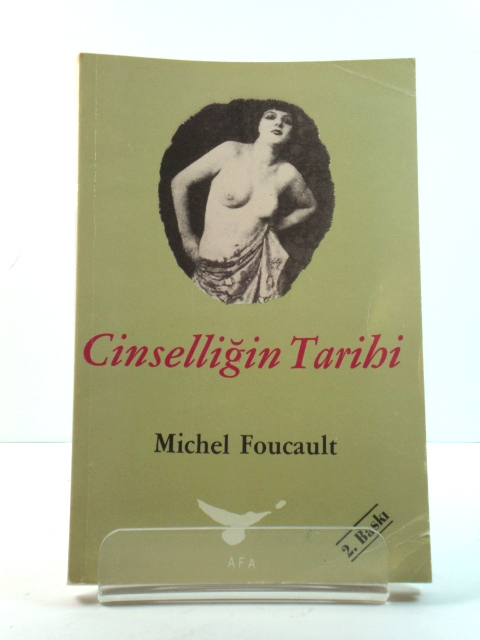 Cinselliğin Tarihi
Michel Foucault
2. Baskı
AFA